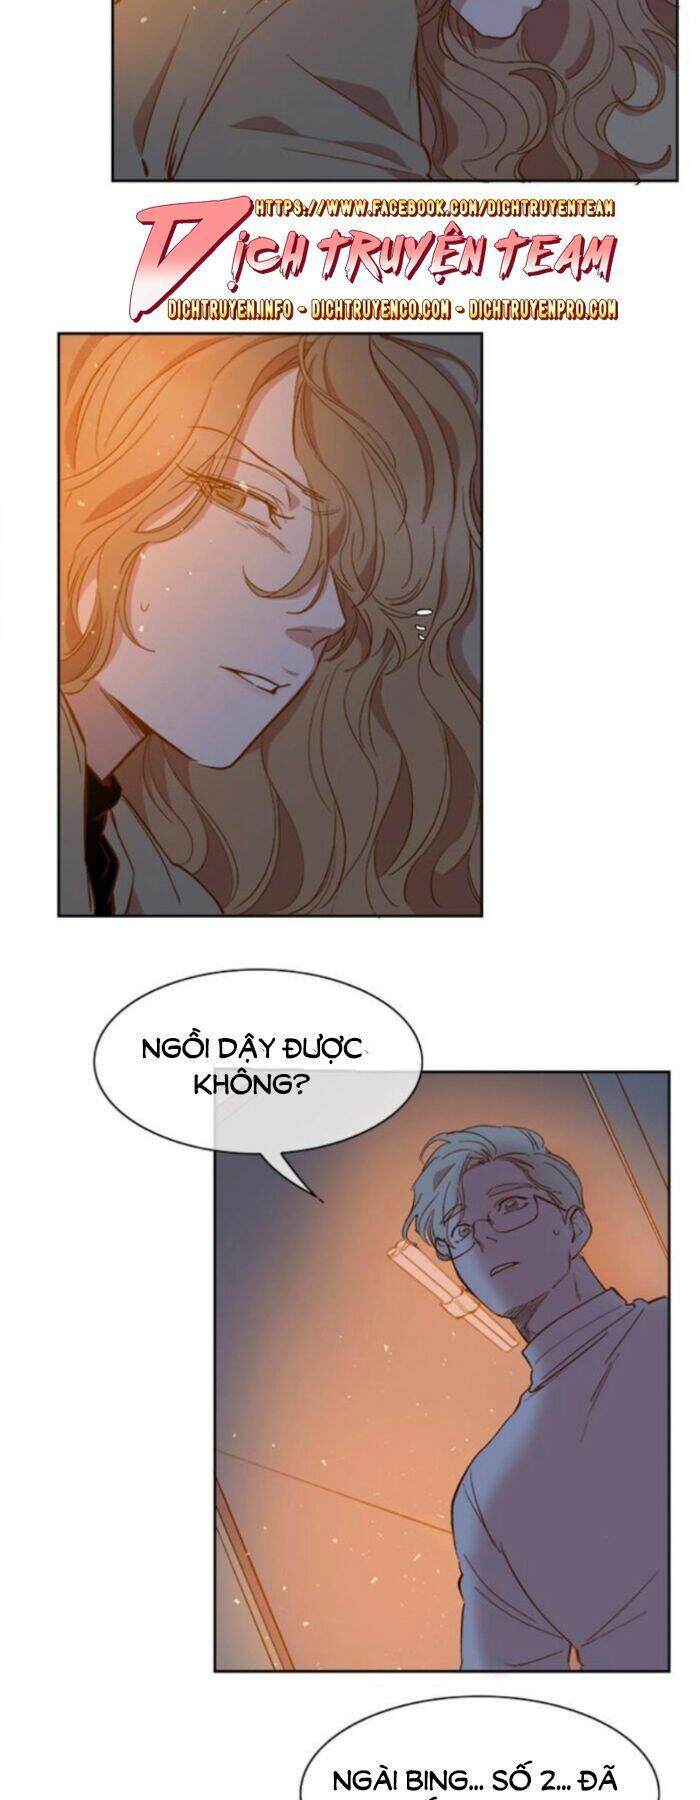 HTTPS://WWW.FACEBOOK.COM/DICHTRUYENTEAM
DỊCH TRUYỆN TEAM
DICHTRUYEN.INFO - DICHTRUYENCO.COM - DICHTRUYENPRO.COM
NGỒI DẬY ĐƯỢC
KHÔNG?
NGÀI BING... SỐ 2... ĐÃ